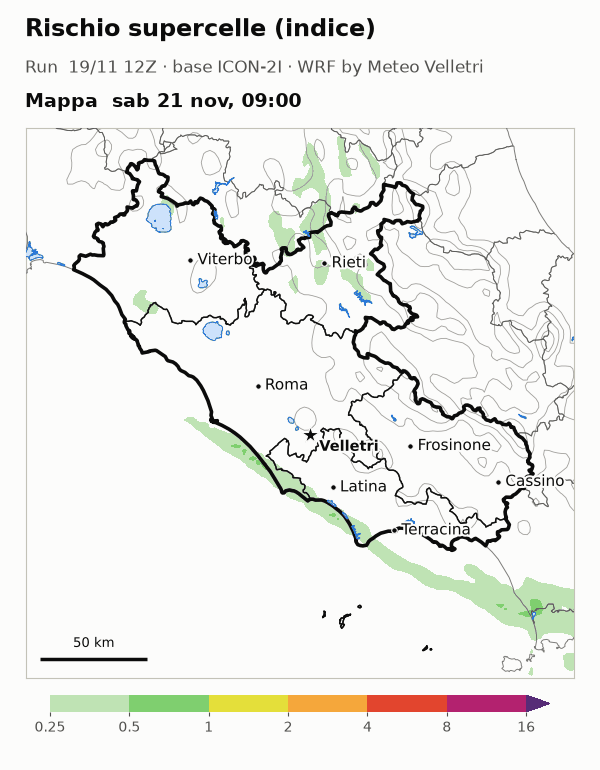 Rischio supercelle (indice)
Run  19/11 12Z · base ICON-2I · WRF by Meteo Velletri
Mappa  sab 21 nov, 09:00
Viterbo
Rieti
Roma
Velletri
Frosinone
Cassino
Latina
Terracina
50 km
0.25 0.5 1 2 4 8 16